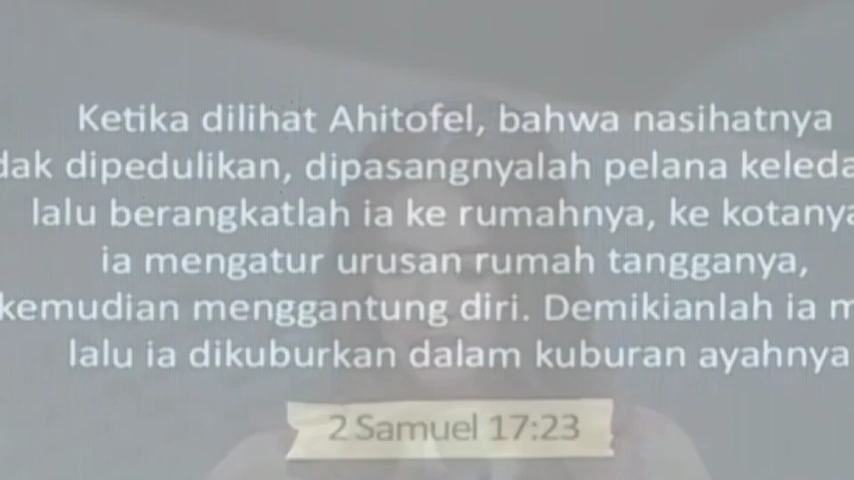 Ketika dilihat Ahitofel, bahwa nasihatnya
dak dipedulikan, dipasangnyalah pelana keleda
lalu berangkatlah ia ke rumahnya, ke kotanya
ia mengatur urusan rumah tangganya,
kemudian menggantung diri. Demikianlah ia m
lalu ia dikuburkan dalam kuburan ayahnya
2 Samuel 17:23